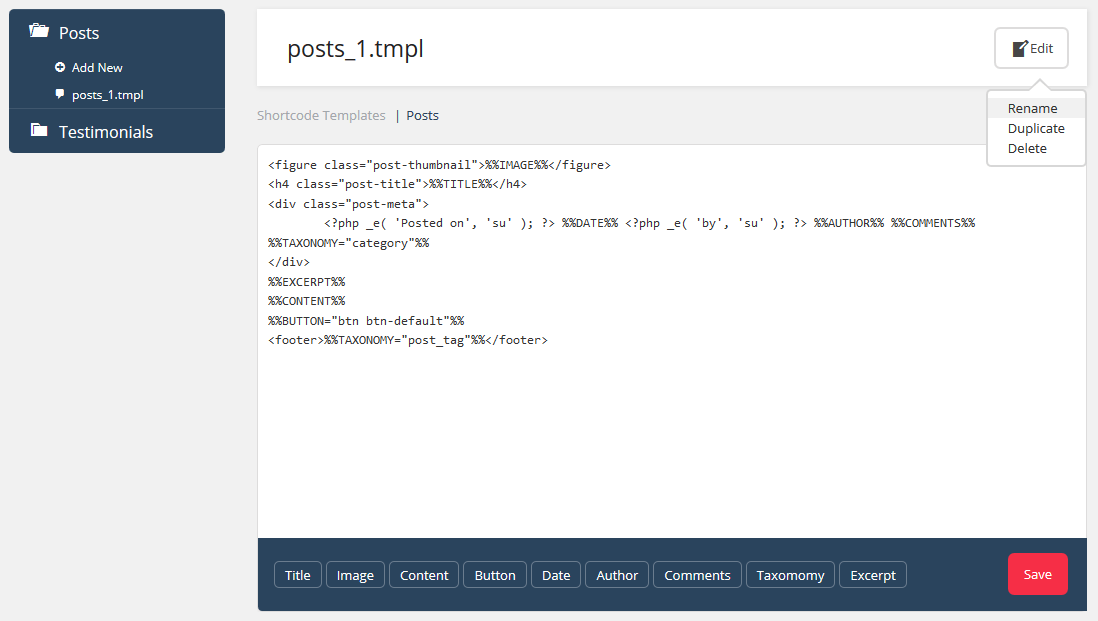 Posts
Add New
posts_1.tmpl
Testimonials
posts_1.tmpl
Edit
Rename
Duplicate
Delete
Shortcode Templates | Posts
<figure class="post-thumbnail">%%IMAGE%%</figure>
<h4 class="post-title">%%TITLE%%</h4>
<div class="post-meta">
<?php _e( 'Posted on', 'su' ); ?> %%DATE%% <?php _e( 'by', 'su' ); ?> %%AUTHOR%% %%COMMENTS%%
%%TAXONOMY="category"%%
</div>
%%EXCERPT%%
%%CONTENT%%
%%BUTTON="btn btn-default"%%
<footer>%%TAXONOMY="post_tag"%%</footer>
Title Image Content Button Date Author Comments Taxomomy Excerpt Save